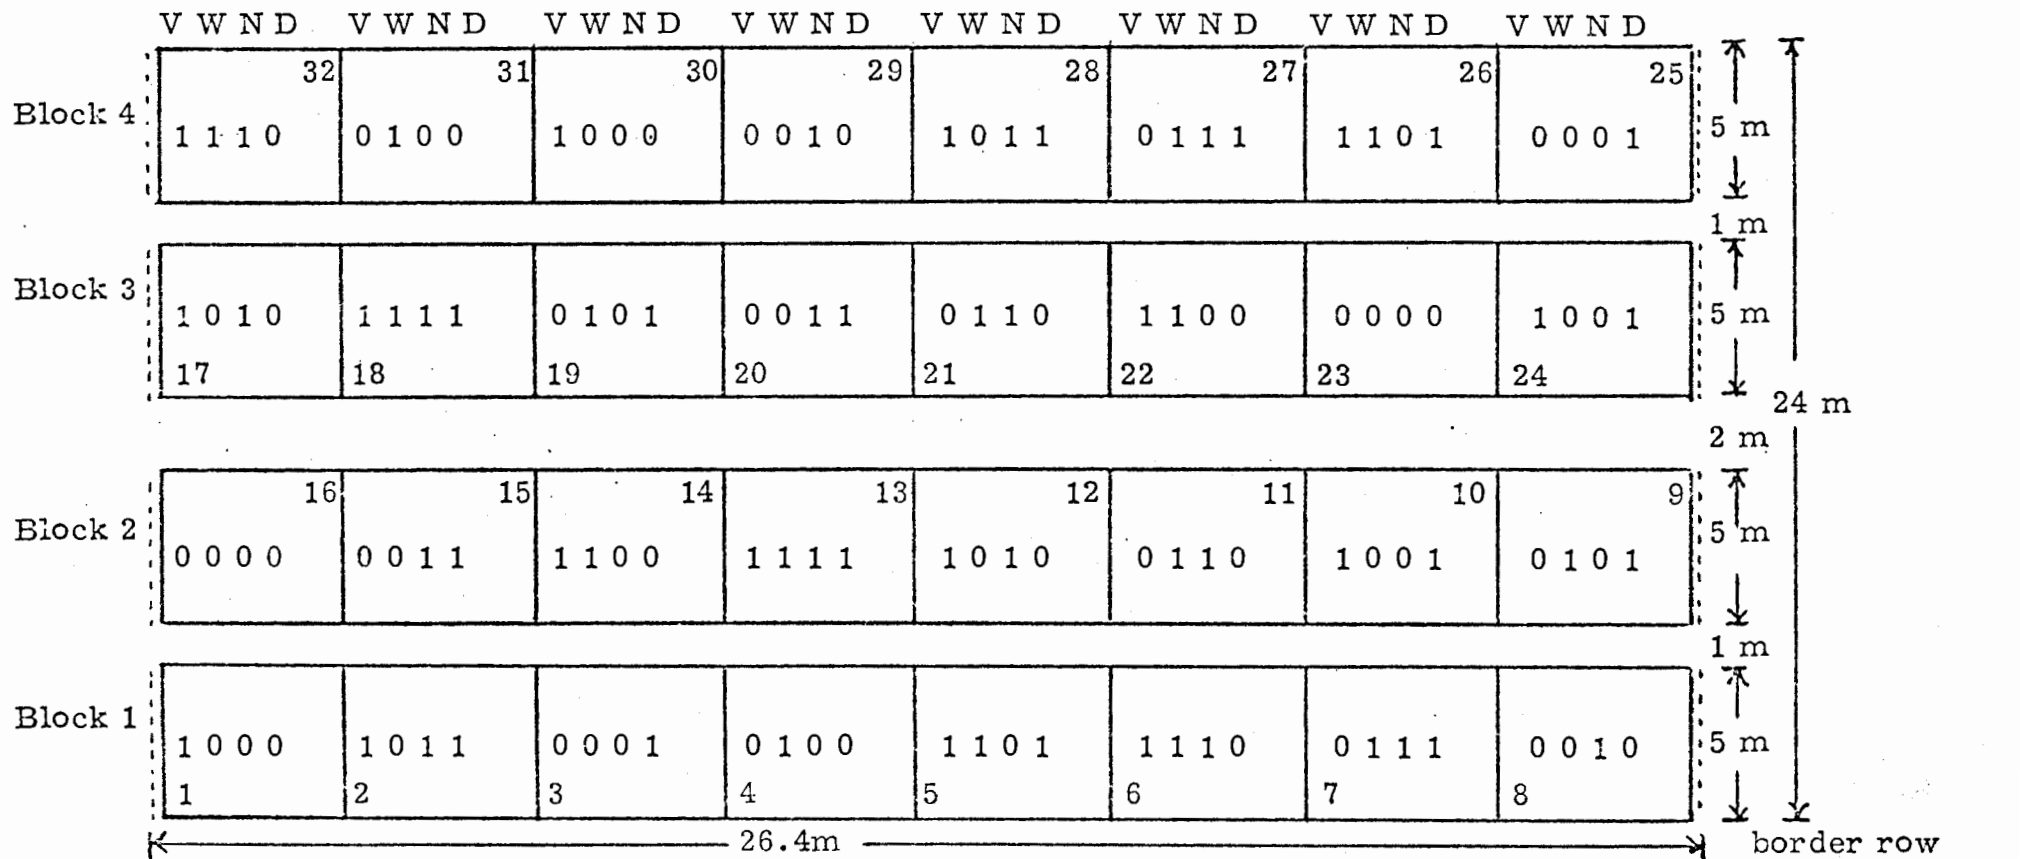 V W N D V W N D V W N D V W N D V W N D V W N D V W N D V W N D
32 31 30 29 28 27 26 25
Block 4 5 m
1 1 1 0 0 1 0 0 1 0 0 0 0 0 1 0 1 0 1 1 0 1 1 1 1 1 0 1 0 0 0 1
1 m
Block 3
1 0 1 0 1 1 1 1 0 1 0 1 0 0 1 1 0 1 1 0 1 1 0 0 0 0 0 0 1 0 0 1 5 m
17 18 19 20 21 22 23 24
24 m
2 m
16 15 14 13 12 11 10 9
Block 2 5 m
0 0 0 0 0 0 1 1 1 1 0 0 1 1 1 1 1 0 1 0 0 1 1 0 1 0 0 1 0 1 0 1
1 m
Block 1
1 0 0 0 1 0 1 1 0 0 0 1 0 1 0 0 1 1 0 1 1 1 1 0 0 1 1 1 0 0 1 0 5 m
1 2 3 4 5 6 7 8
26.4m border row